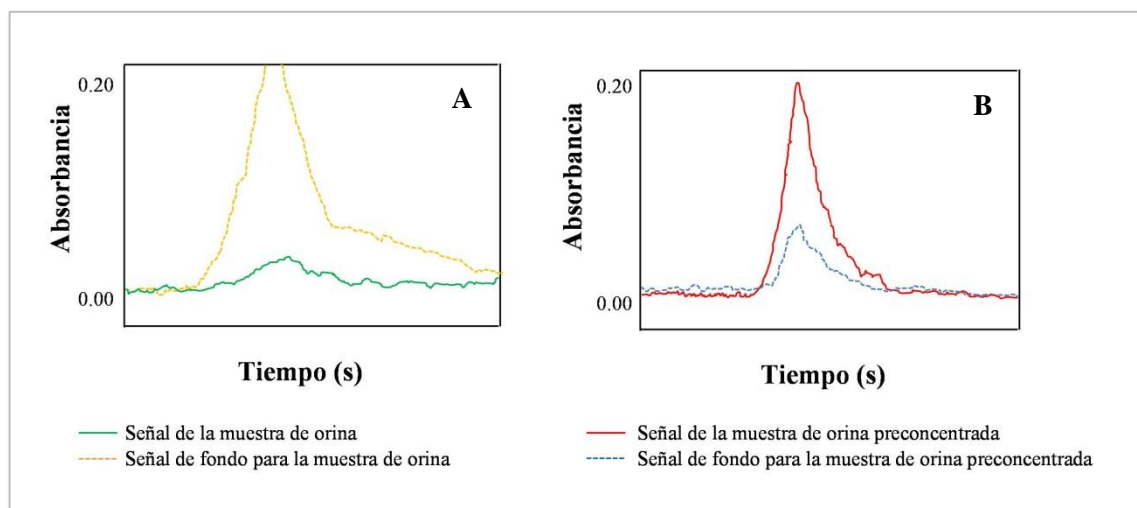 A
Absorbancia
0.20
0.00
Tiempo (s)
Señal de la muestra de orina
Señal de fondo para la muestra de orina
B
Absorbancia
0.20
0.00
Tiempo (s)
Señal de la muestra de orina preconcentrada
Señal de fondo para la muestra de orina preconcentrada